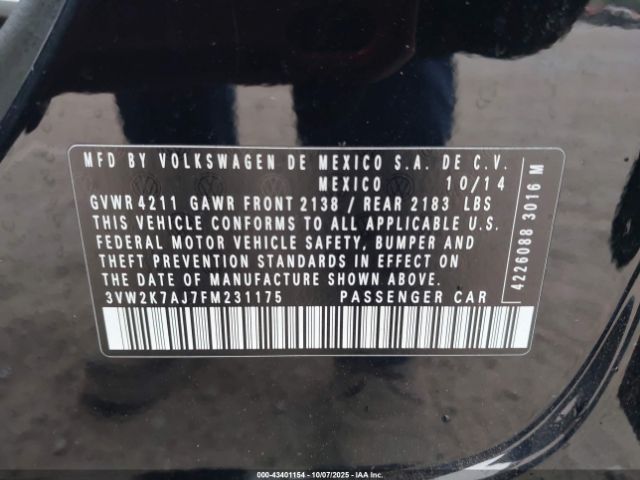 MFD BY VOLKSWAGEN DE MEXICO S.A. DE C.V.
MEXICO 10/14
GVWR 4211 GAWR FRONT 2138 / REAR 2183 LBS
THIS VEHICLE CONFORMS TO ALL APPLICABLE U.S.
FEDERAL MOTOR VEHICLE SAFETY, BUMPER AND
THEFT PREVENTION STANDARDS IN EFFECT ON
THE DATE OF MANUFACTURE SHOWN ABOVE.
3VW2K7AJ7FM231175 PASSENGER CAR
4226088 3016 M
000-43401154 - 10/07/2025 - IAAI.COM